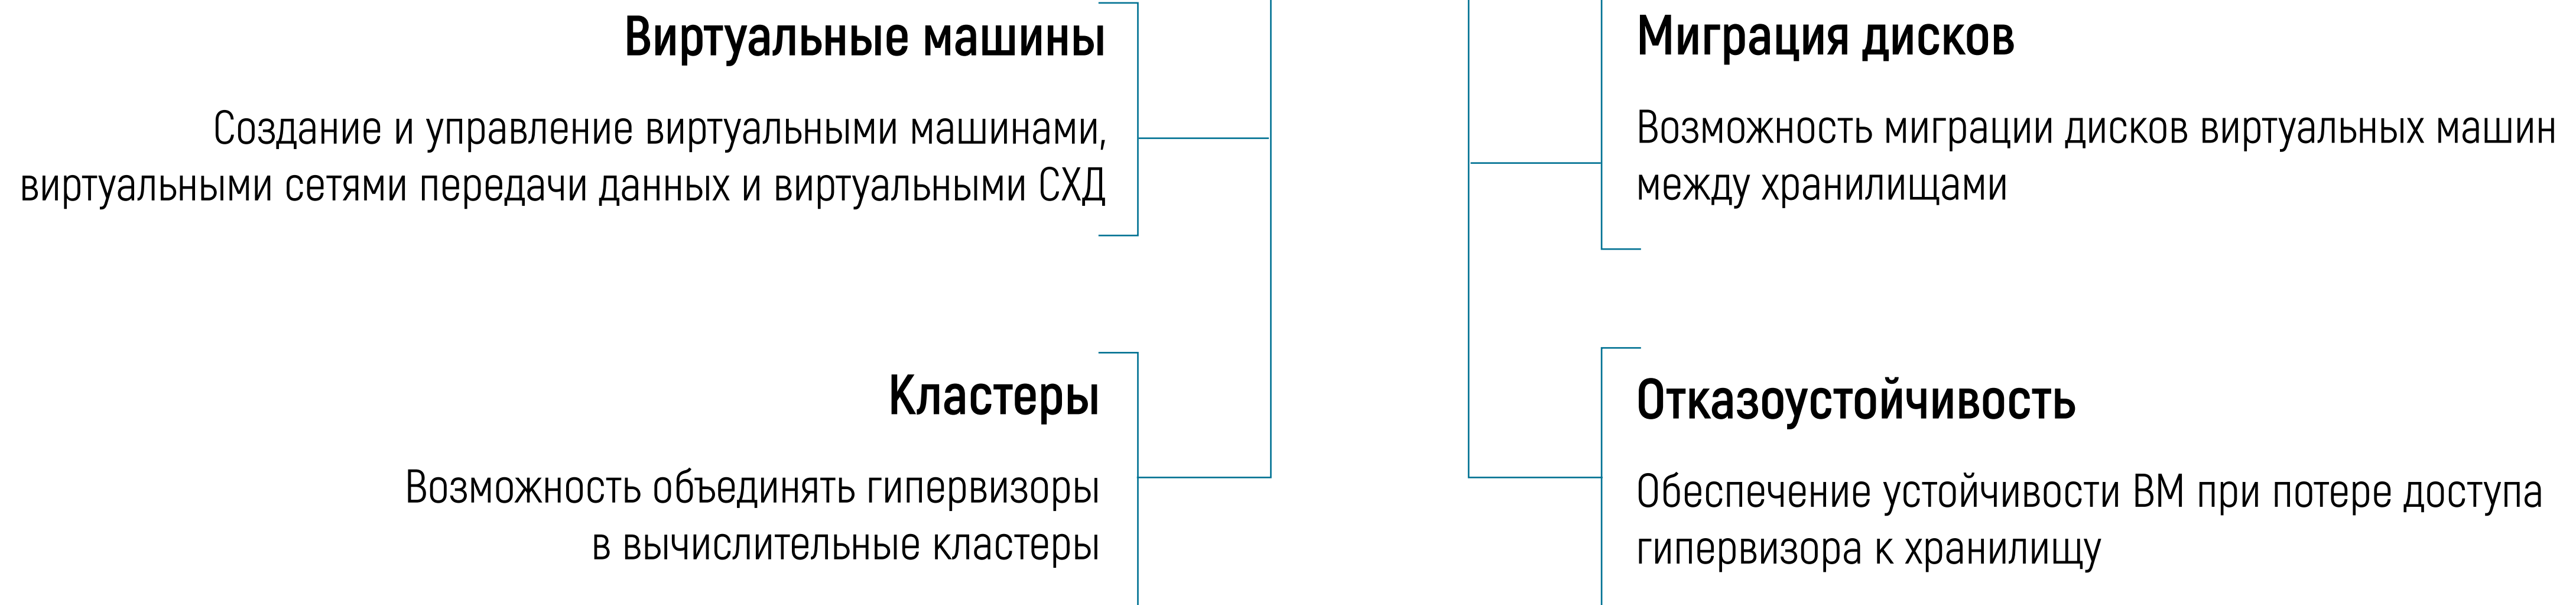 Виртуальные машины
Создание и управление виртуальными машинами,
виртуальными сетями передачи данных и виртуальными СХД
Миграция дисков
Возможность миграции дисков виртуальных машин
между хранилищами
Кластеры
Возможность объединять гипервизоры
в вычислительные кластеры
Отказоустойчивость
Обеспечение устойчивости ВМ при потере доступа
гипервизора к хранилищу